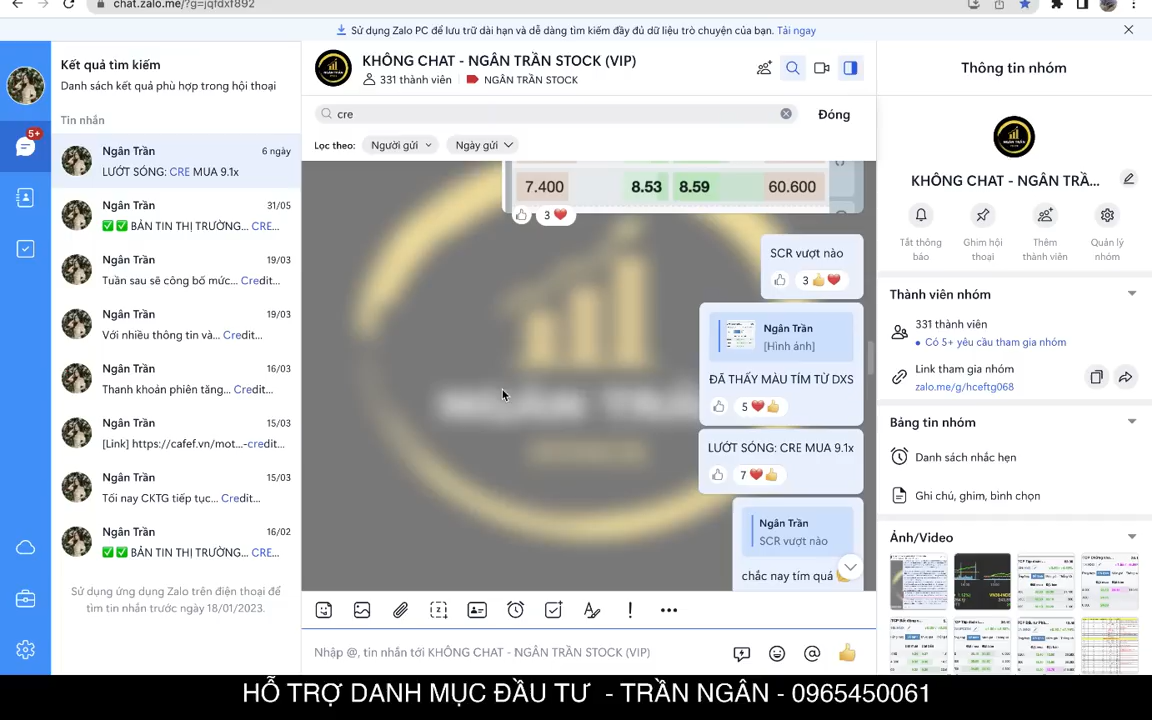 chat.zalo.me/?g=jqfdxf892
Sử dụng Zalo PC để lưu trữ dài hạn và dễ dàng tìm kiếm đầy đủ dữ liệu trò chuyện của bạn. Tải ngay
Kết quả tìm kiếm
Danh sách kết quả phù hợp trong hội thoại
Tin nhắn
5+
Ngân Trần 6 ngày
LƯỚT SÓNG: CRE MUA 9.1x
Ngân Trần 31/05
✅ ✅ BẢN TIN THỊ TRƯỜNG... CRE...
Ngân Trần 19/03
Tuần sau sẽ công bố mức... Credit...
Ngân Trần 19/03
Với nhiều thông tin và... Credit...
Ngân Trần 16/03
Thanh khoản phiên tăng... Credit...
Ngân Trần 15/03
[Link] https://cafef.vn/mot...-credit...
Ngân Trần 15/03
Tối nay CKTG tiếp tục... Credit...
Ngân Trần 16/02
✅ ✅ BẢN TIN THỊ TRƯỜNG... CRE...
Sử dụng ứng dụng Zalo trên điện thoại để
tìm tin nhắn trước ngày 18/01/2023.
KHÔNG CHAT - NGÂN TRẦN STOCK (VIP)
331 thành viên NGÂN TRẦN STOCK
cre
Đóng
Lọc theo: Người gửi Ngày gửi
7.400 8.53 8.59 60.600
3 ❤️
SCR vượt nào
3 👍❤️
Ngân Trần
[Hình ảnh]
ĐÃ THẤY MÀU TÍM TỪ DXS
5 ❤️👍
LƯỚT SÓNG: CRE MUA 9.1x
7 ❤️👍
Ngân Trần
SCR vượt nào
chắc nay tím quá
Nhập @, tin nhắn tới KHÔNG CHAT - NGÂN TRẦN STOCK (VIP)
Thông tin nhóm
KHÔNG CHAT - NGÂN TRẦ...
Tắt thông
báo
Ghim hội
thoại
Thêm
thành viên
Quản lý
nhóm
Thành viên nhóm
331 thành viên
• Có 5+ yêu cầu tham gia nhóm
Link tham gia nhóm
zalo.me/g/hceftg068
Bảng tin nhóm
Danh sách nhắc hẹn
Ghi chú, ghim, bình chọn
Ảnh/Video
HỖ TRỢ DANH MỤC ĐẦU TƯ - TRẦN NGÂN - 0965450061